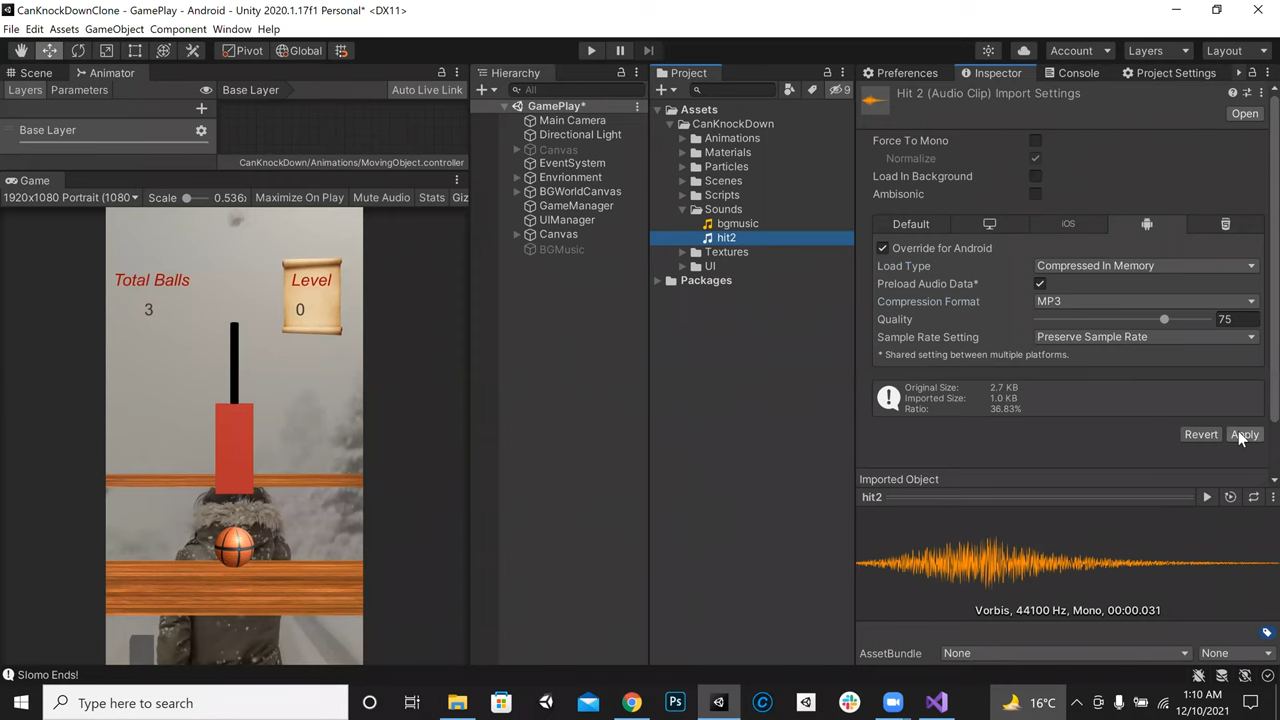 CanKnockDownClone - GamePlay - Android - Unity 2020.1.17f1 Personal* <DX11>
File Edit Assets GameObject Component Window Help
Pivot Global Account Layers Layout
Scene Animator
Layers Parameters Base Layer Auto Live Link
Base Layer
CanKnockDown/Animations/MovingObject.controller
Game
1920x1080 Portrait (1080 Scale 0.536 Maximize On Play Mute Audio Stats Giz
Total Balls Level
3 0
Hierarchy
All
GamePlay*
Main Camera
Directional Light
Canvas
EventSystem
Envrionment
BGWorldCanvas
GameManager
UIManager
Canvas
BGMusic
Project
9
Assets
CanKnockDown
Animations
Materials
Particles
Scenes
Scripts
Sounds
bgmusic
hit2
Textures
UI
Packages
Preferences Inspector Console Project Settings
Hit 2 (Audio Clip) Import Settings
Open
Force To Mono
Normalize
Load In Background
Ambisonic
Default iOS
Override for Android
Load Type Compressed In Memory
Preload Audio Data*
Compression Format MP3
Quality 75
Sample Rate Setting Preserve Sample Rate
* Shared setting between multiple platforms.
Original Size: 2.7 KB
Imported Size: 1.0 KB
Ratio: 36.83%
Revert Apply
Imported Object
hit2
Vorbis, 44100 Hz, Mono, 00:00.031
AssetBundle None None
Slomo Ends!
Type here to search
16°C
1:10 AM
12/10/2021